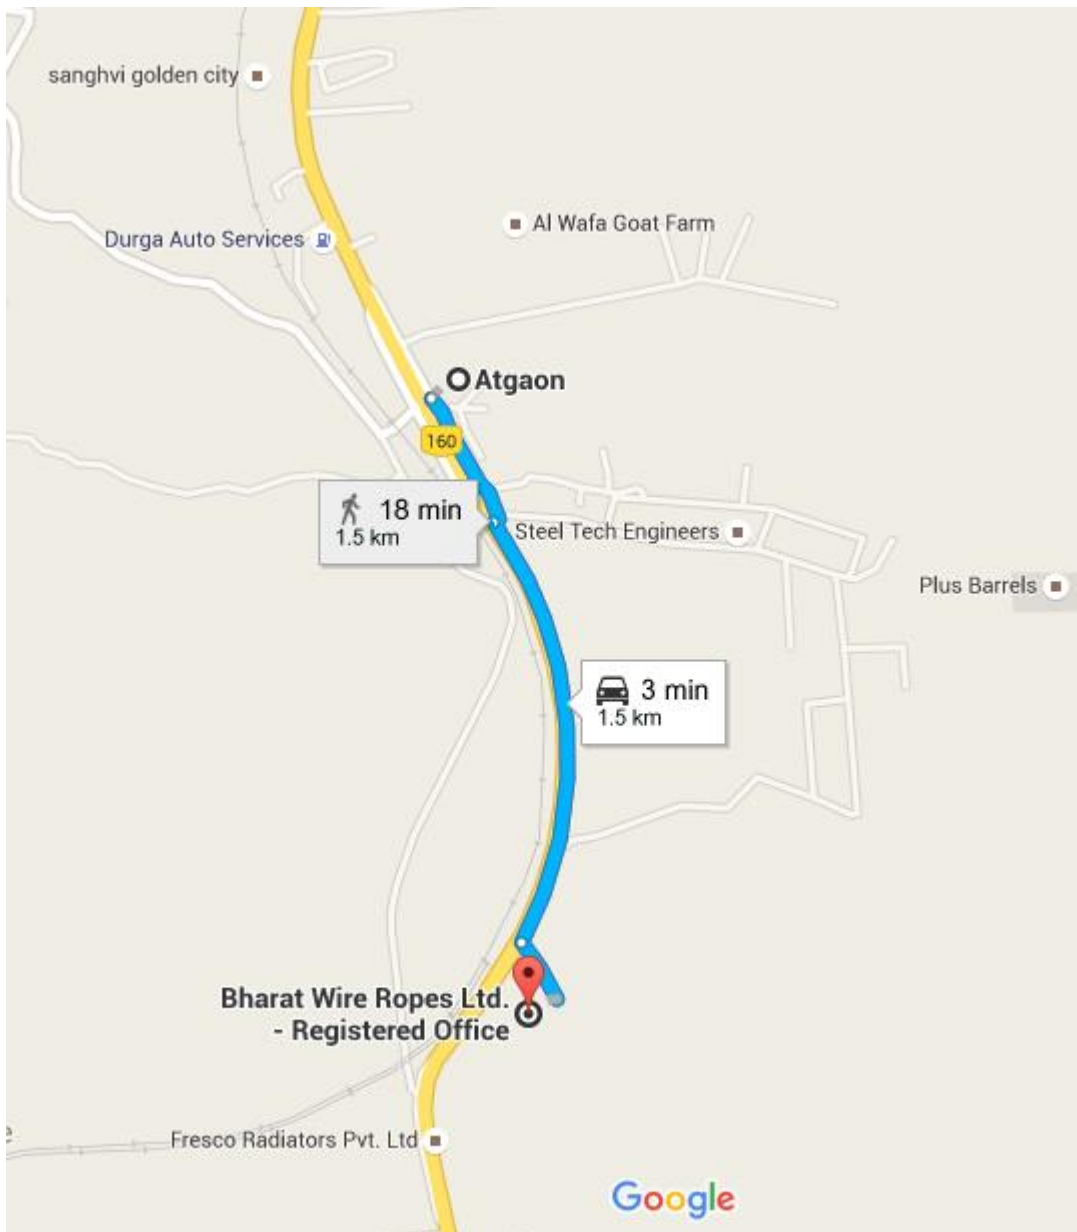 sanghvi golden city
Al Wafa Goat Farm
Durga Auto Services
Atgaon
160
18 min
1.5 km
Steel Tech Engineers
Plus Barrels
3 min
1.5 km
Bharat Wire Ropes Ltd.
- Registered Office
Fresco Radiators Pvt. Ltd
Google